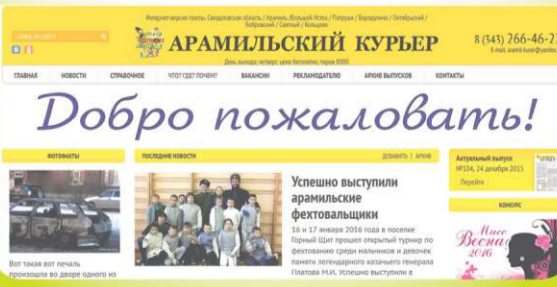 Интернет-версия газеты. Свердловская область / Арамиль /Большой Исток / Патруши / Бородулино / Октябрьский /
Бобровский / Светлый / Кольцово
АРАМИЛЬСКИЙ КУРЬЕР
День выхода: четверг, цена бесплатно, тираж 8000
8 (343) 266-46-2
ГЛАВНАЯ НОВОСТИ СПРАВОЧНОЕ ЧТО? ГДЕ? ПОЧЕМ? ВАКАНСИИ РЕКЛАМОДАТЕЛЮ АРХИВ ВЫПУСКОВ КОНТАКТЫ
Добро пожаловать!
ФОТОФАКТЫ
Вот такая вот печаль
произошла во дворе одного из
ПОСЛЕДНИЕ НОВОСТИ ДОБАВИТЬ | АРХИВ
Успешно выступили
арамильские
фехтовальщики
16 и 17 января 2016 года в поселке
Горный Щит прошел открытый турнир по
фехтованию среди мальчиков и девочек
памяти легендарного казачьего генерала
Платова М.И. Успешно выступили в
Актуальный выпуск
№104, 24 декабря 2015
Перейти
КОНКУРС
Мисс
Весна
2016